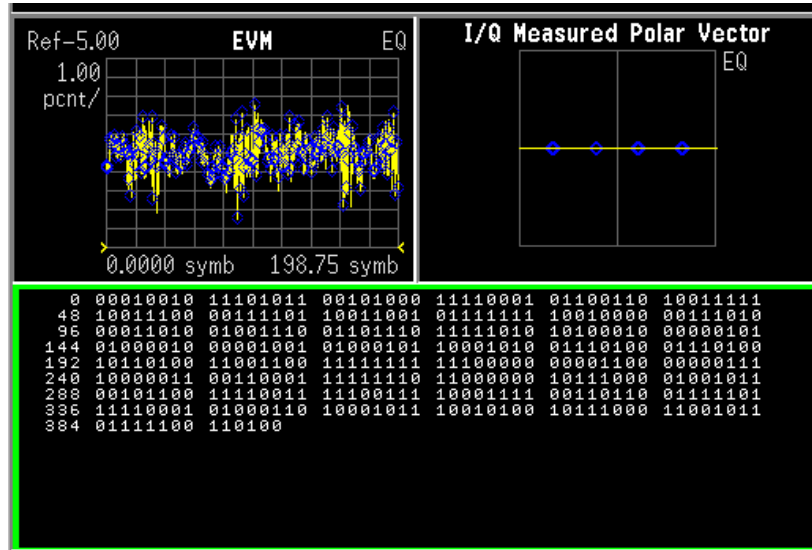 Ref-5.00 EVM EQ
1.00
pcnt/
0.0000 symb 198.75 symb
I/Q Measured Polar Vector
EQ
0 00010010 11101011 00101000 11110001 01100110 10011111
48 10011100 00111101 10011001 01111111 10010000 00111010
96 00011010 01001110 01101110 11111010 10100010 00000101
144 01000010 00001001 01000101 10001010 01110100 01110100
192 10110100 11001100 11111111 11100000 00001100 00000111
240 10000011 00110001 11111110 11000000 10111000 01001011
288 00101100 11110011 11100111 10001111 00110110 01111101
336 11110001 01000110 10001011 10010100 10111000 11001011
384 01111100 110100